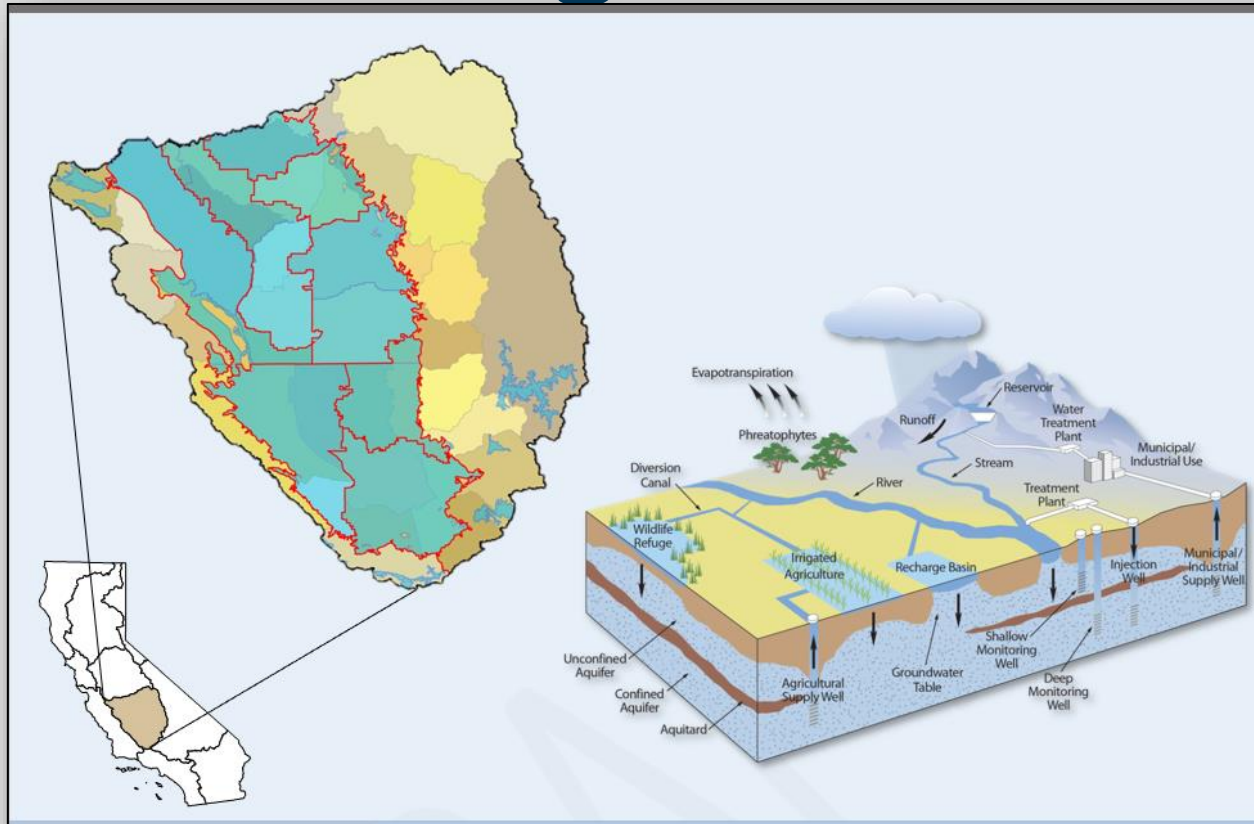 Evapotranspiration
Phreatophytes
Runoff
Reservoir
Water
Treatment
Plant
Municipal/
Industrial Use
Stream
Diversion
Canal
River
Treatment
Plant
Wildlife
Refuge
Irrigated
Agriculture
Recharge Basin
Injection
Well
Municipal/
Industrial
Supply Well
Unconfined
Aquifer
Confined
Aquifer
Aquitard
Agricultural
Supply Well
Groundwater
Table
Shallow
Monitoring
Well
Deep
Monitoring
Well